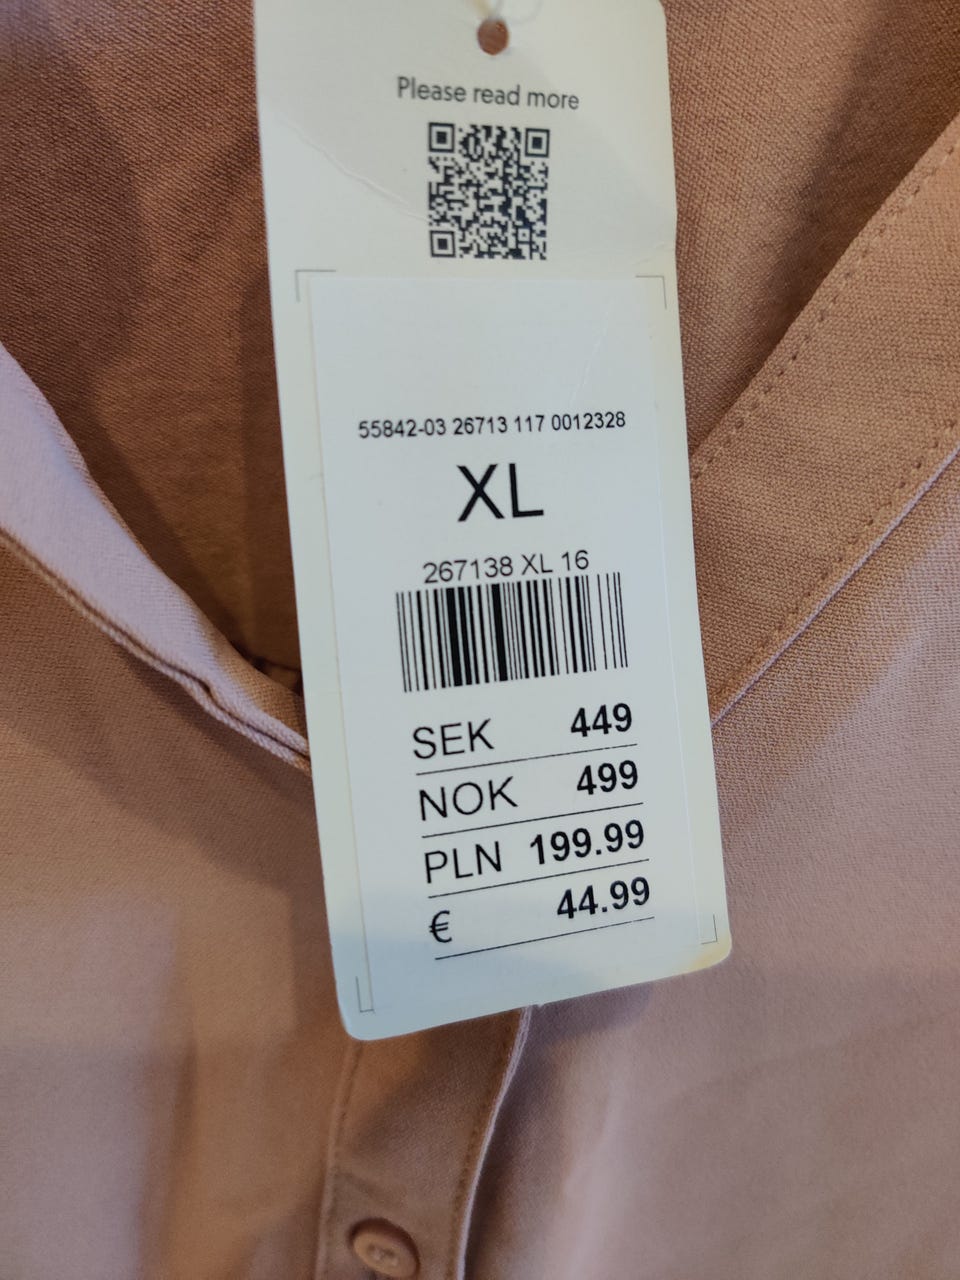 Please read more
55842-03 26713 117 0012328
XL
267138 XL 16
SEK 449
NOK 499
PLN 199.99
€ 44.99